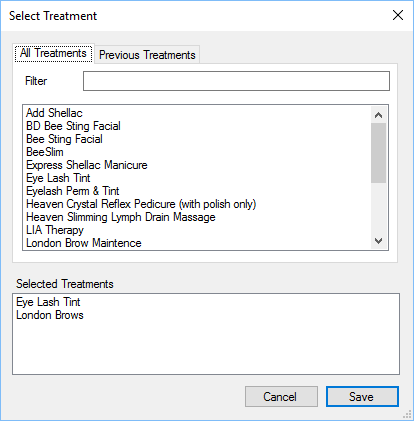 Select Treatment
All Treatments
Previous Treatments
Filter
Add Shellac
BD Bee Sting Facial
Bee Sting Facial
BeeSlim
Express Shellac Manicure
Eye Lash Tint
Eyelash Perm & Tint
Heaven Crystal Reflex Pedicure (with polish only)
Heaven Slimming Lymph Drain Massage
LIA Therapy
London Brow Maintence
Selected Treatments
Eye Lash Tint
London Brows
Cancel
Save